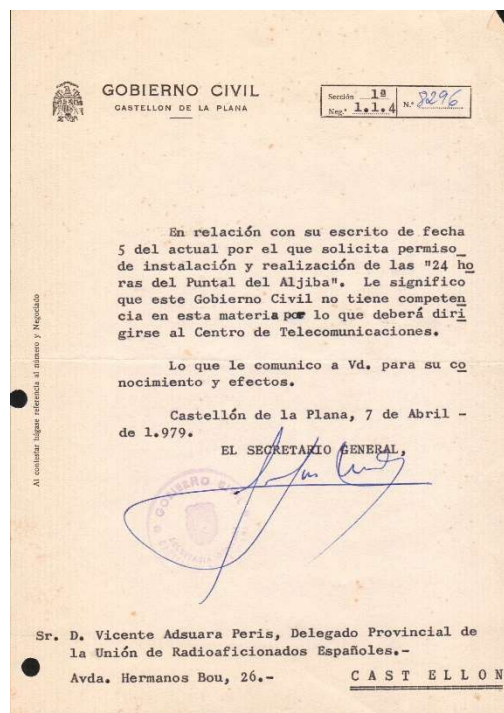 GOBIERNO CIVIL
CASTELLON DE LA PLANA
Sección 1ª
Neg.º 1.1.4
N.º 8296
En relación con su escrito de fecha
5 del actual por el que solicita permiso_
de instalación y realización de las "24 ho
ras del Puntal del Aljiba". Le significo
que este Gobierno Civil no tiene competen
cia en esta materia por lo que deberá diri
girse al Centro de Telecomunicaciones.
Lo que le comunico a Vd. para su co
nocimiento y efectos.
Castellón de la Plana, 7 de Abril -
de 1.979.
EL SECRETARIO GENERAL,
GOBIERNO CIVIL
Al contestar hágase referencia al número y Negociado
Sr. D. Vicente Adsuara Peris, Delegado Provincial de
la Unión de Radioaficionados Españoles.-
Avda. Hermanos Bou, 26.-
CASTELLON